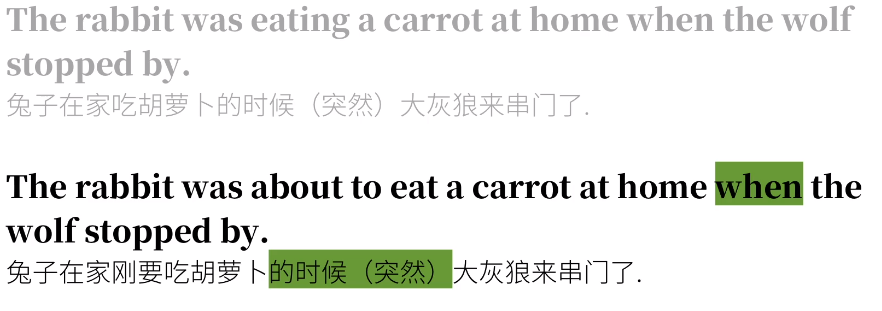 The rabbit was eating a carrot at home when the wolf
stopped by.
兔子在家吃胡萝卜的时候（突然）大灰狼来串门了.
The rabbit was about to eat a carrot at home when the
wolf stopped by.
兔子在家刚要吃胡萝卜的时候（突然）大灰狼来串门了.